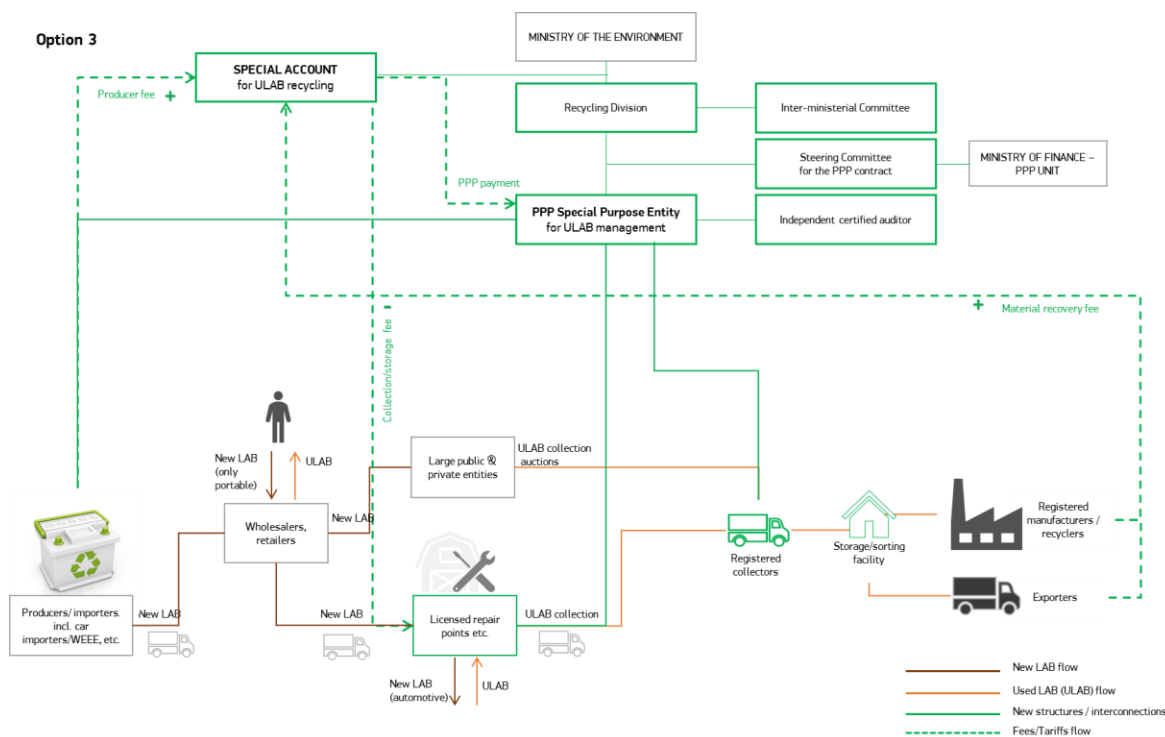 Option 3
MINISTRY OF THE ENVIRONMENT
SPECIAL ACCOUNT
for ULAB recycling
Producer fee +
Recycling Division
Inter-ministerial Committee
Steering Committee
for the PPP contract
MINISTRY OF FINANCE –
PPP UNIT
PPP payment
PPP Special Purpose Entity
for ULAB management
Independent certified auditor
+
Material recovery fee
Collection/storage fee -
New LAB
(only
portable)
ULAB
Large public &
private entities
ULAB collection
auctions
Wholesalers,
retailers
New LAB
Registered
manufacturers /
recyclers
Registered
collectors
Storage/sorting
facility
Producers/ importers.
incl. car
importers/WEEE, etc.
New LAB
New LAB
Licensed repair
points etc.
ULAB collection
Exporters
New LAB
(automotive)
ULAB
New LAB flow
Used LAB (ULAB) flow
New structures / interconnections
Fees/Tariffs flow